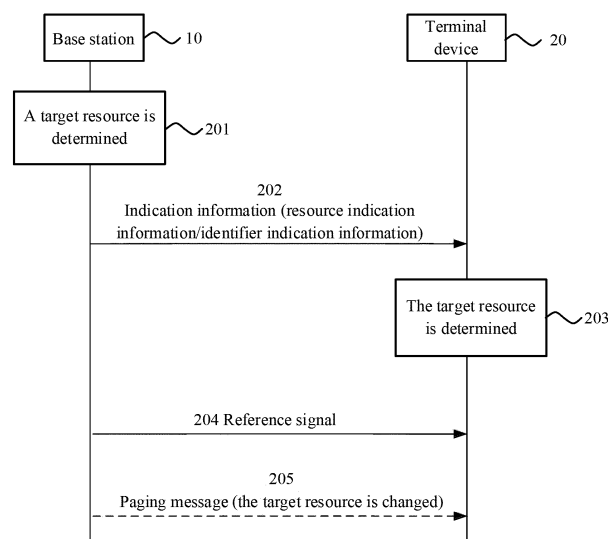 Base station
10
Terminal
device
20
A target resource is
determined
201
202
Indication information (resource indication
information/identifier indication information)
The target resource
is determined
203
204 Reference signal
205
Paging message (the target resource is changed)